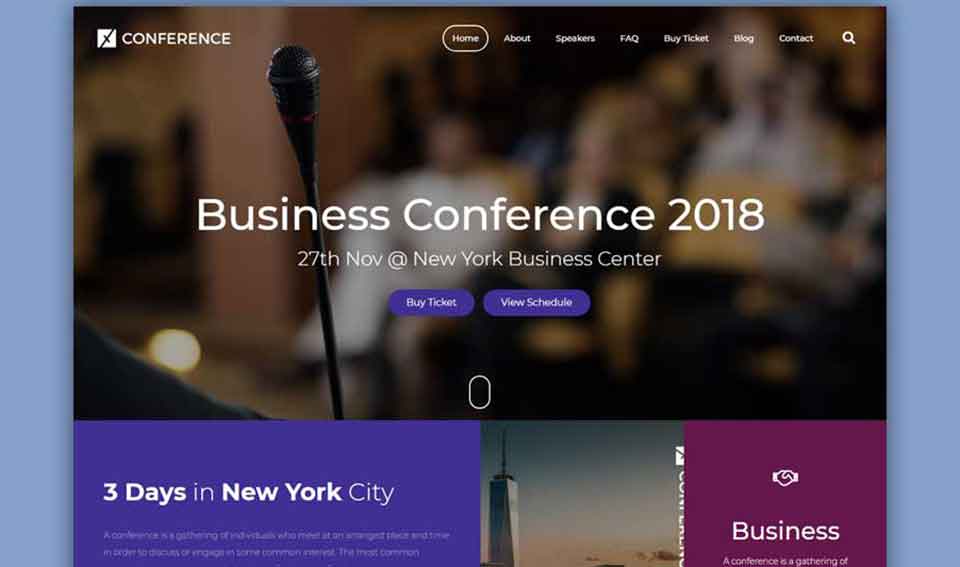 CONFERENCE
Home About Speakers FAQ Buy Ticket Blog Contact
Business Conference 2018
27th Nov @ New York Business Center
Buy Ticket View Schedule
3 Days in New York City
A conference is a gathering of individuals who meet at an arranged place and time
in order to discuss or engage in some common interest. The most common
CONFERENC
Business
A conference is a gathering of